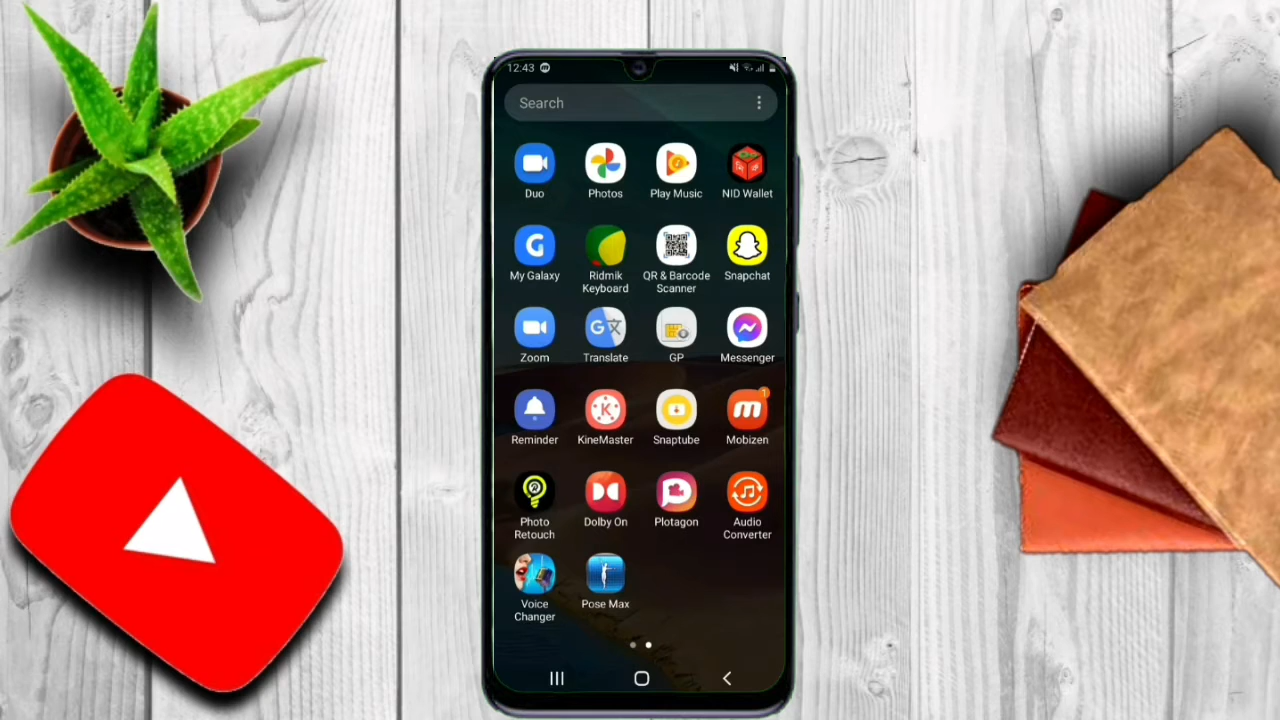 12:43
Search
Duo
Photos
Play Music
NID Wallet
My Galaxy
Ridmik
Keyboard
QR & Barcode
Scanner
Snapchat
Zoom
Translate
GP
Messenger
Reminder
KineMaster
Snaptube
1
Mobizen
Photo
Retouch
Dolby On
Plotagon
Audio
Converter
Voice
Changer
Pose Max